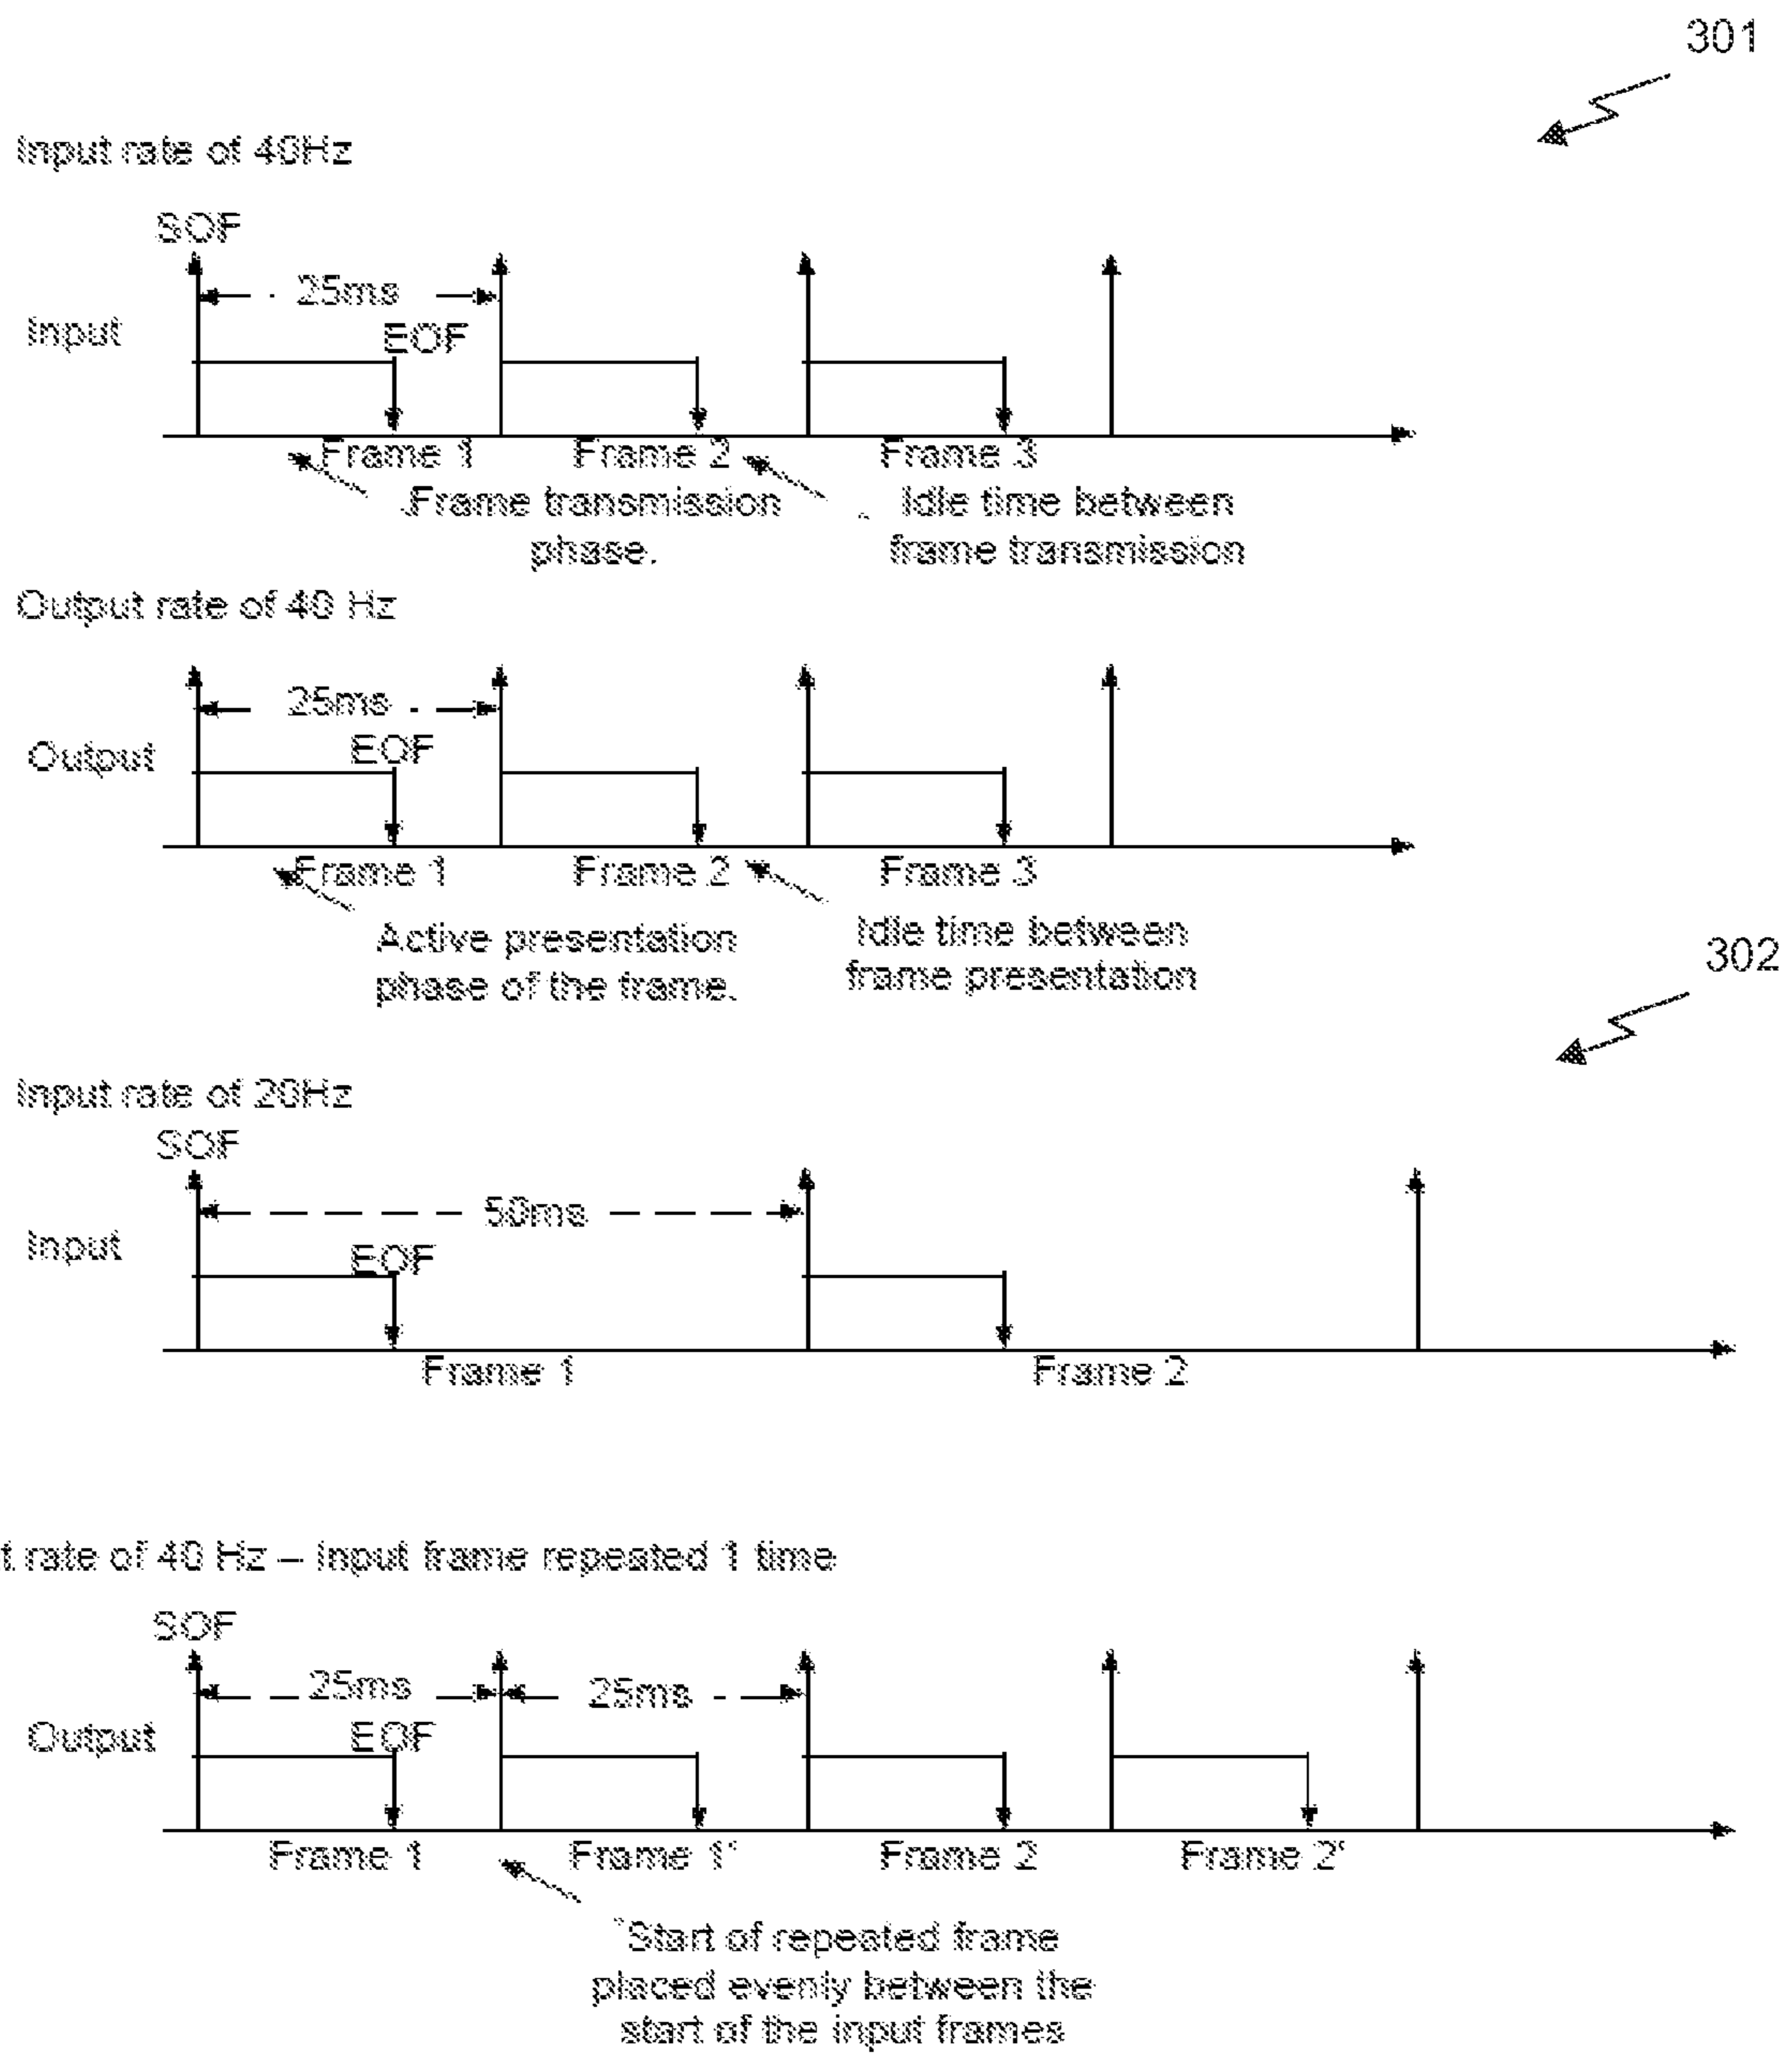 301
Input rate of 40Hz
SOF
25ms
Input
EOF
Frame 1 Frame 2 Frame 3
Frame transmission
phase.
Idle time between
frame transmission
Output rate of 40 Hz
25ms
Output
EOF
Frame 1 Frame 2 Frame 3
Active presentation
phase of the frame.
Idle time between
frame presentation
302
Input rate of 20Hz
SOF
50ms
Input
EOF
Frame 1 Frame 2
t rate of 40 Hz – Input frame repeated 1 time
SOF
25ms 25ms
Output
EOF
Frame 1 Frame 1' Frame 2 Frame 2'
Start of repeated frame
placed evenly between the
start of the input frames